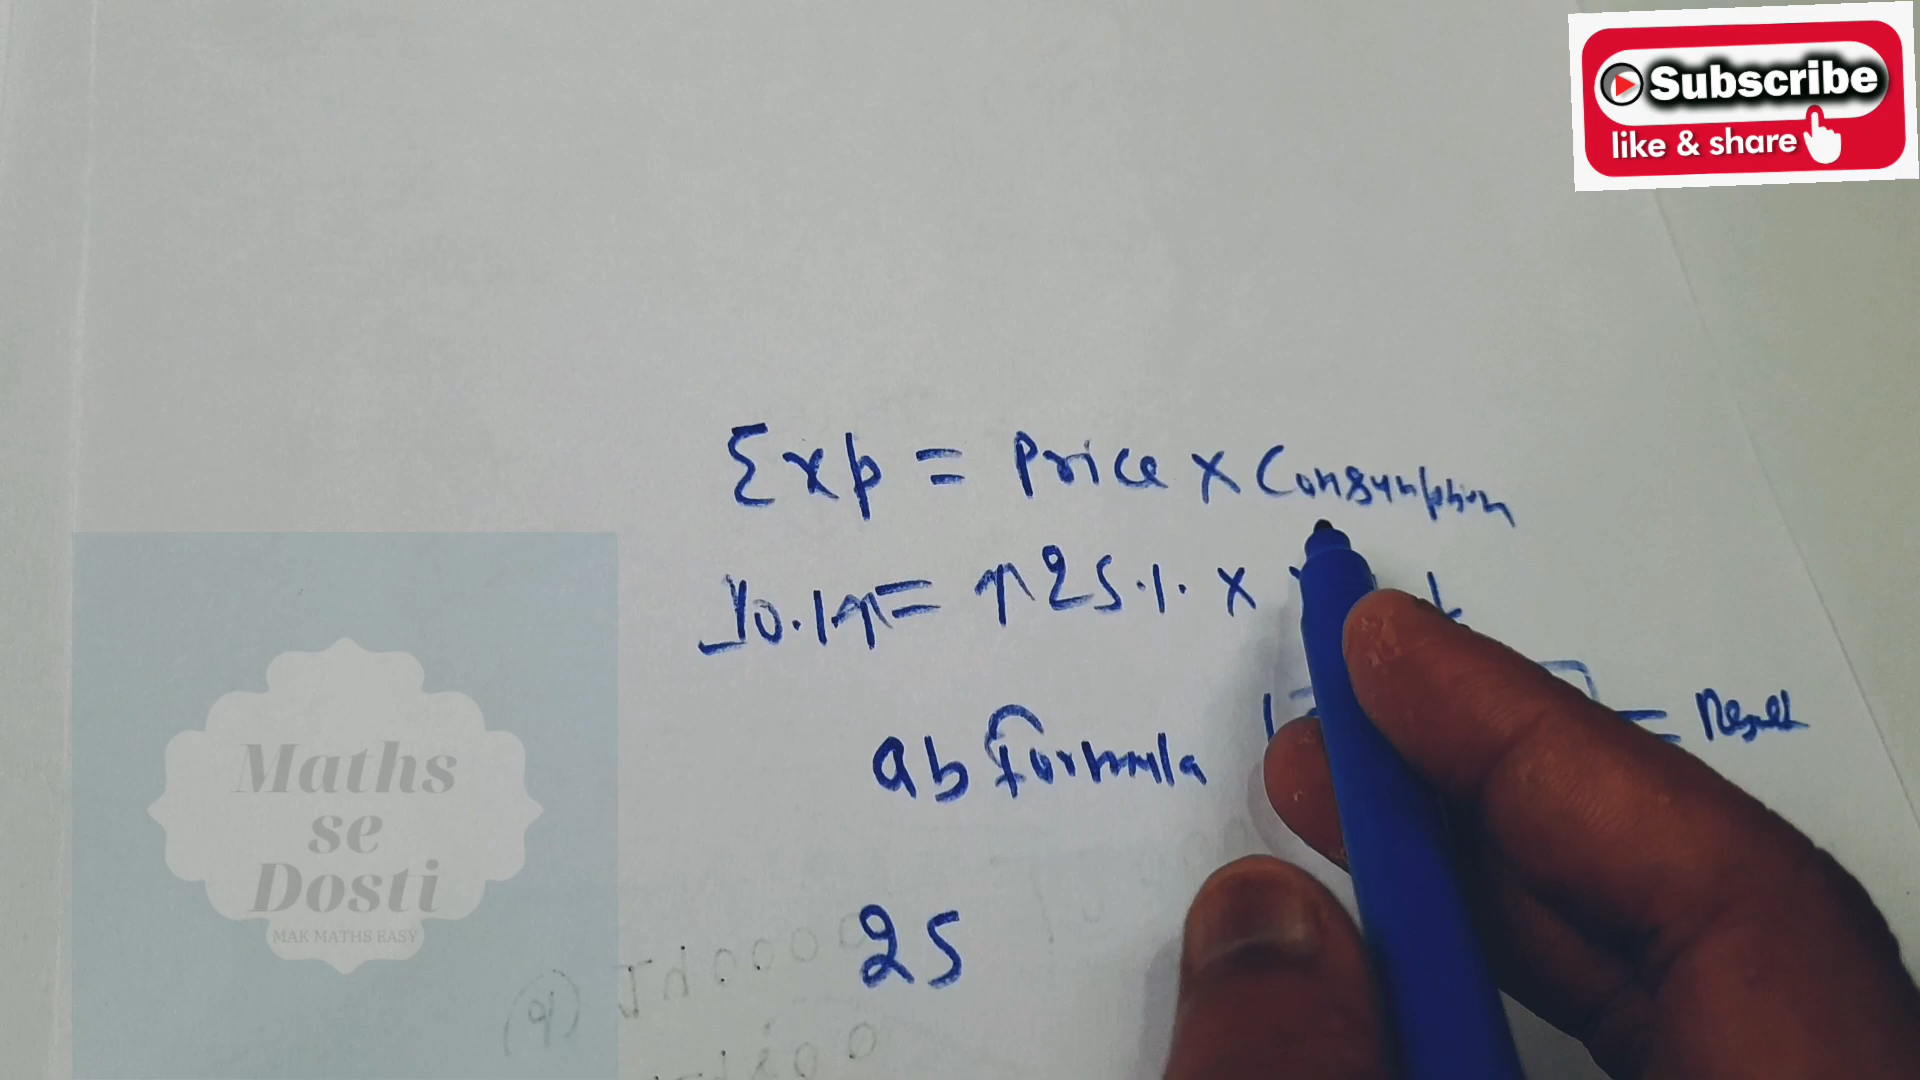 Subscribe
like & share
Exp = Price x Consumption
10.1↑= ↑25.1. x
ab formula
= Result
25
Maths
se
Dosti
MAK MATHS EASY